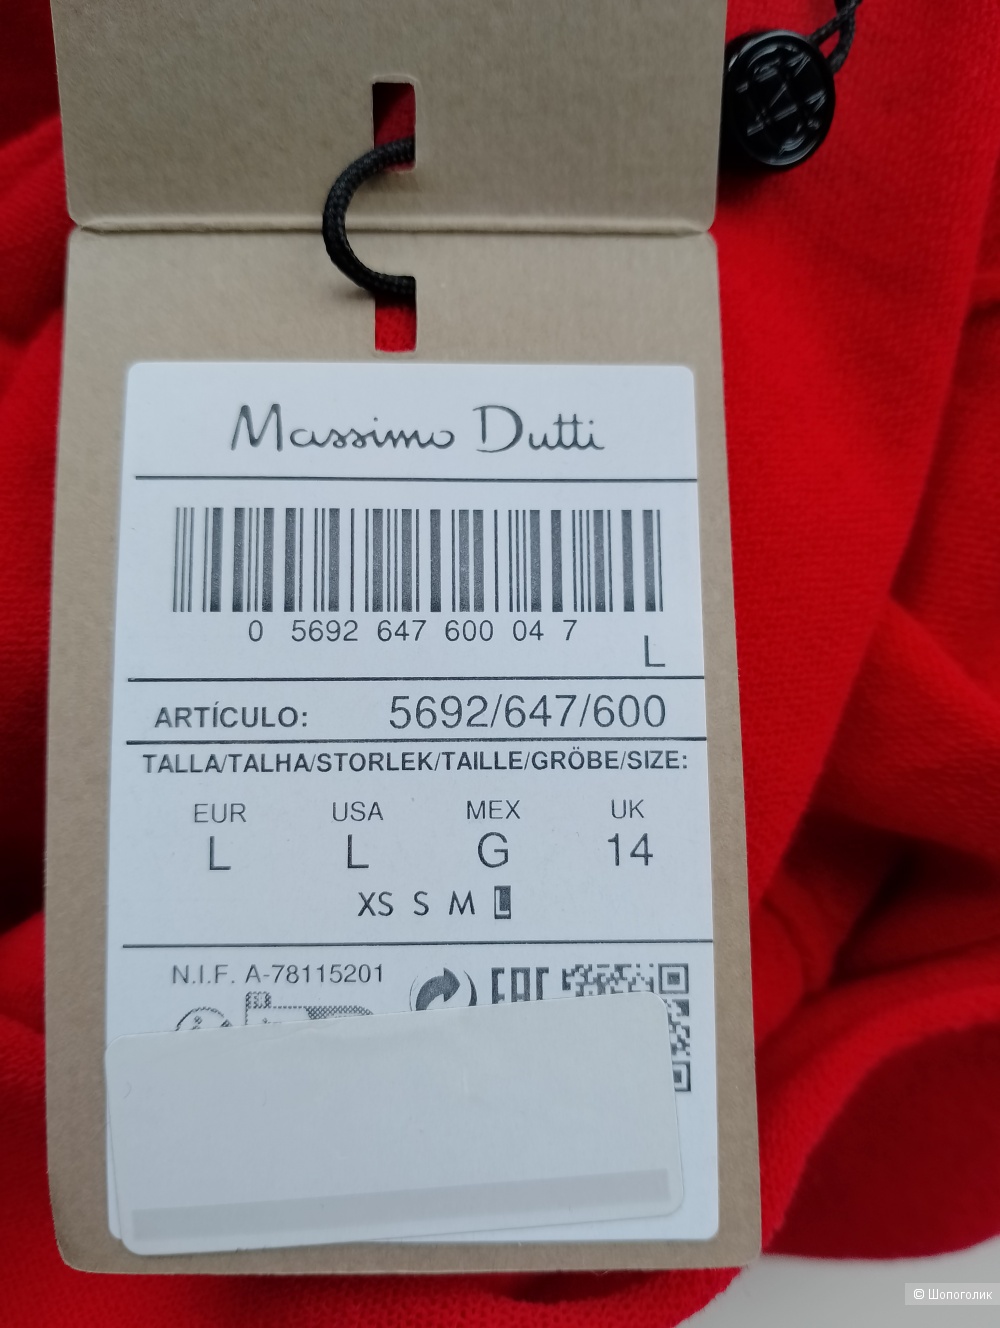 Massimo Dutti
0 5692 647 600 04 7
L
ARTÍCULO: 5692/647/600
TALLA/TALHA/STORLEK/TAILLE/GRÖBE/SIZE:
EUR USA MEX UK
L L G 14
XS S M L
N.I.F. A-78115201
EAC
© Шопоголик